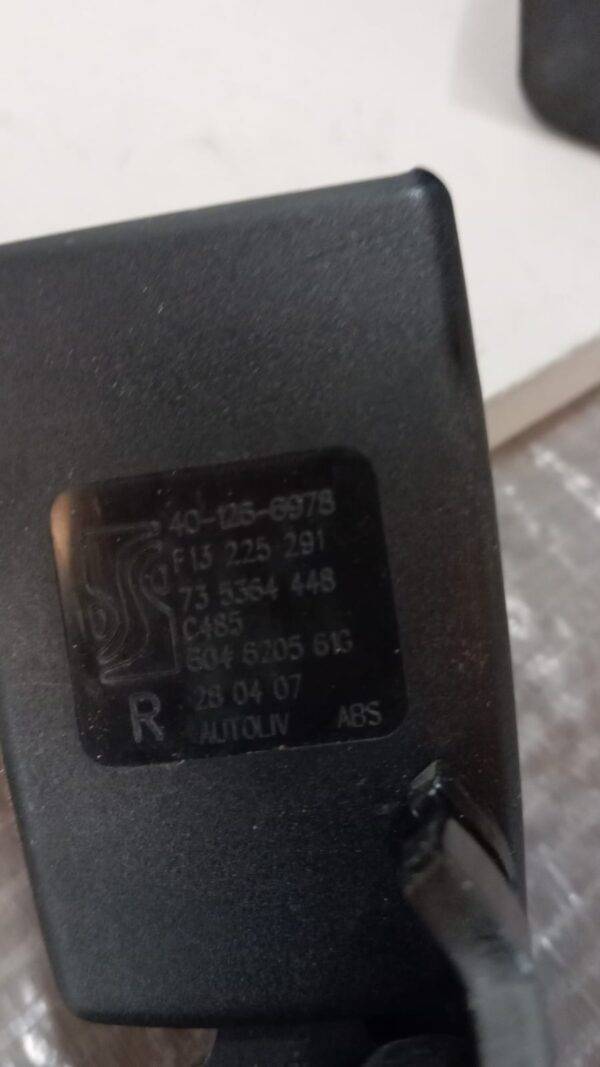 40-126-6978
F13 225 291
73 5364 448
C485
604 6205 61G
28 04 07
R
AUTOLIV ABS